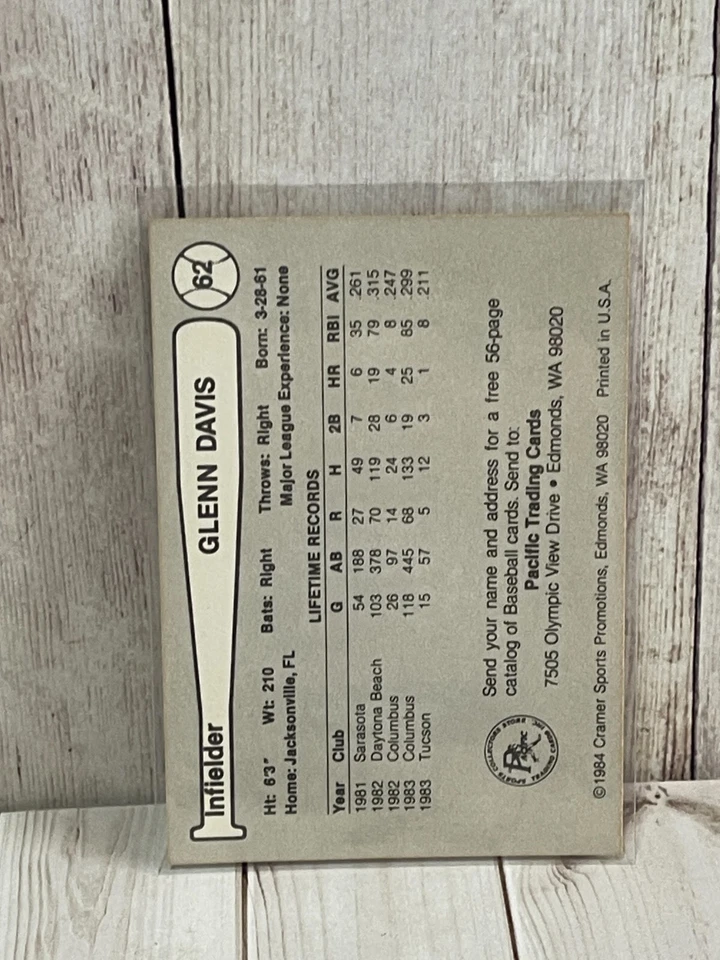 Infielder GLENN DAVIS 62
Ht: 6'3" Wt: 210 Bats: Right Throws: Right Born: 3-28-61
Home: Jacksonville, FL Major League Experience: None
LIFETIME RECORDS
Year Club G AB R H 2B HR RBI AVG
1981 Sarasota 54 188 27 49 7 6 35 .261
1982 Daytona Beach 103 378 70 119 28 19 79 .315
1982 Columbus 26 97 14 24 6 4 8 .247
1983 Columbus 118 445 68 133 19 25 85 .299
1983 Tucson 15 57 5 12 3 1 8 .211
Send your name and address for a free 56-page
catalog of Baseball cards. Send to:
Pacific Trading Cards
7505 Olympic View Drive • Edmonds, WA 98020
SPORTS COLLECTORS STORE
TRADING CARDS
©1984 Cramer Sports Promotions, Edmonds, WA 98020 Printed in U.S.A.